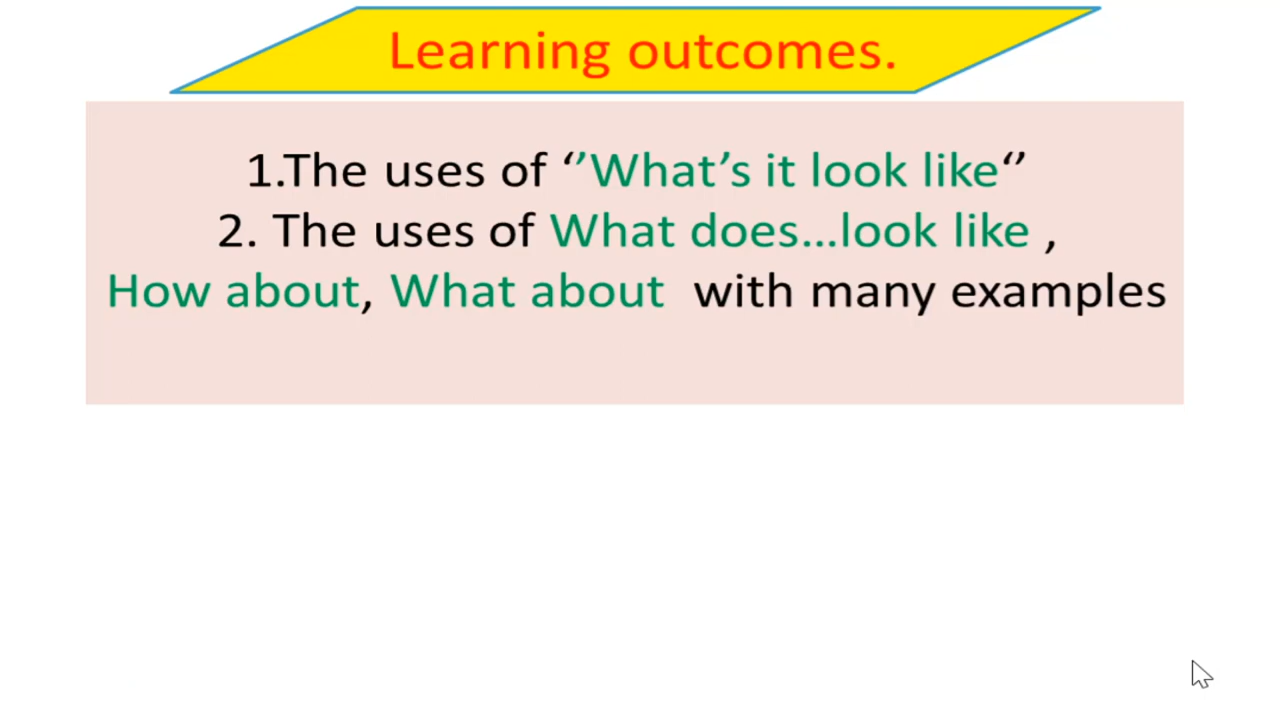 Learning outcomes.
1.The uses of ‘’What’s it look like‘’
2. The uses of What does...look like ,
How about, What about with many examples